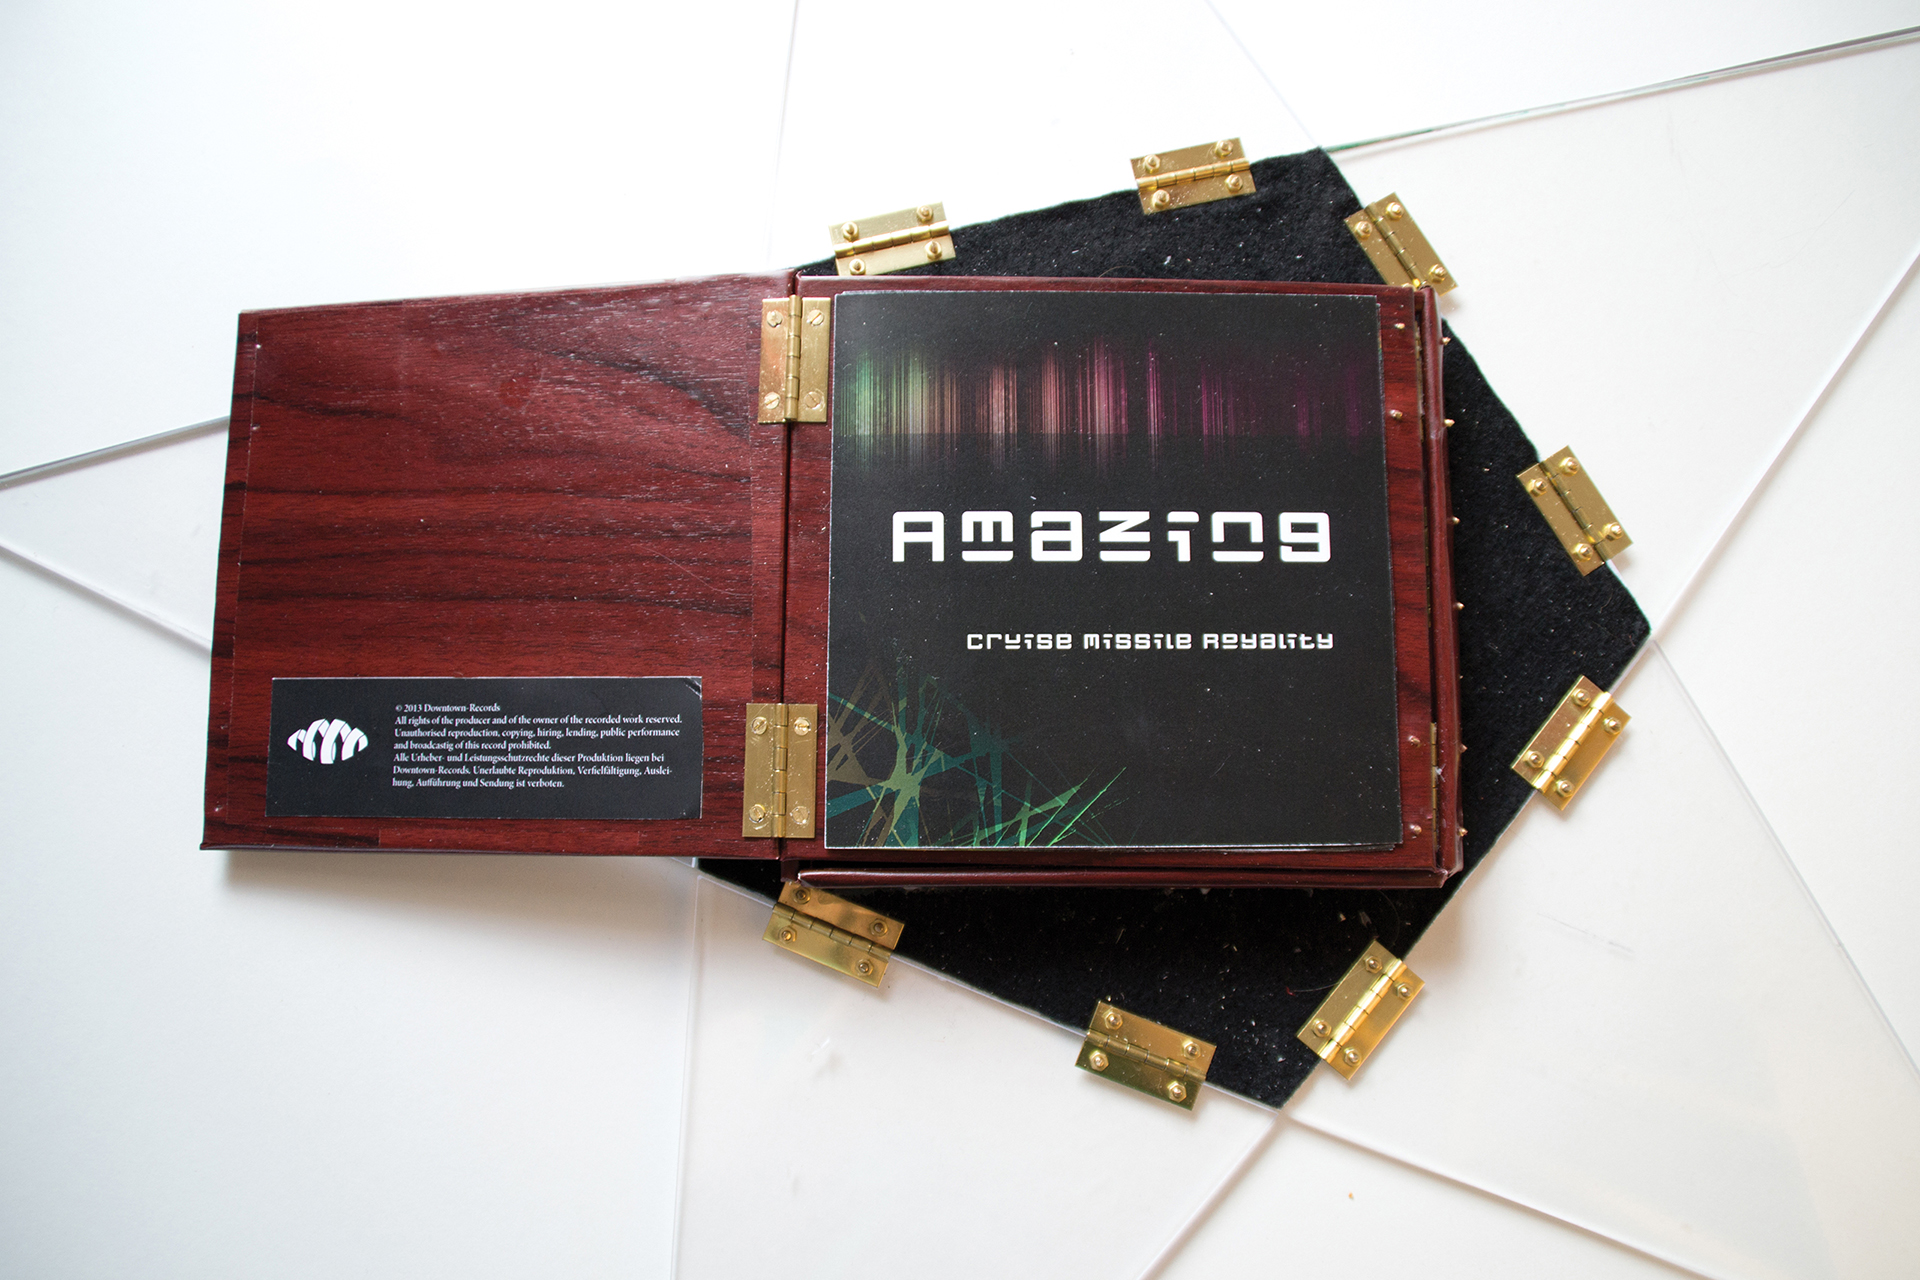 Amazing
Cruise Missile Royality
© 2013 Downtown-Records
All rights of the producer and of the owner of the recorded work reserved.
Unauthorised reproduction, copying, hiring, lending, public performance
and broadcastig of this record prohibited.
Alle Urheber- und Leistungsschutzrechte dieser Produktion liegen bei
Downtown-Records. Unerlaubte Reproduktion, Verfielfältigung, Auslei-
hung, Aufführung und Sendung ist verboten.